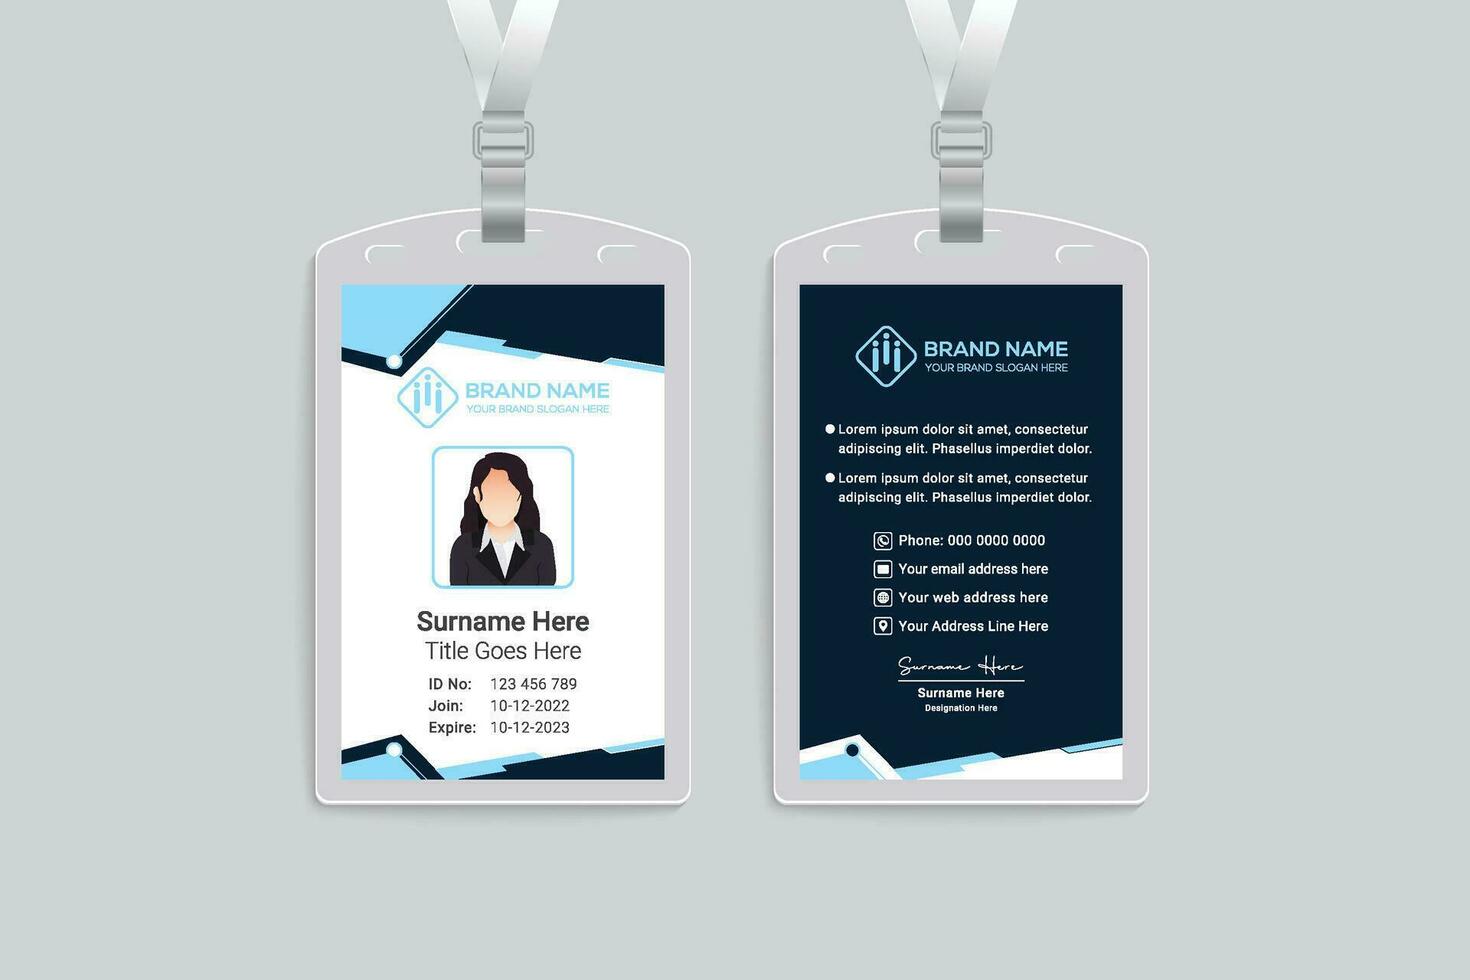 BRAND NAME
YOUR BRAND SLOGAN HERE
Surname Here
Title Goes Here
ID No: 123 456 789
Join: 10-12-2022
Expire: 10-12-2023
BRAND NAME
YOUR BRAND SLOGAN HERE
Lorem ipsum dolor sit amet, consectetur
adipiscing elit. Phasellus imperdiet dolor.
Lorem ipsum dolor sit amet, consectetur
adipiscing elit. Phasellus imperdiet dolor.
Phone: 000 0000 0000
Your email address here
Your web address here
Your Address Line Here
Surname Here
Surname Here
Designation Here